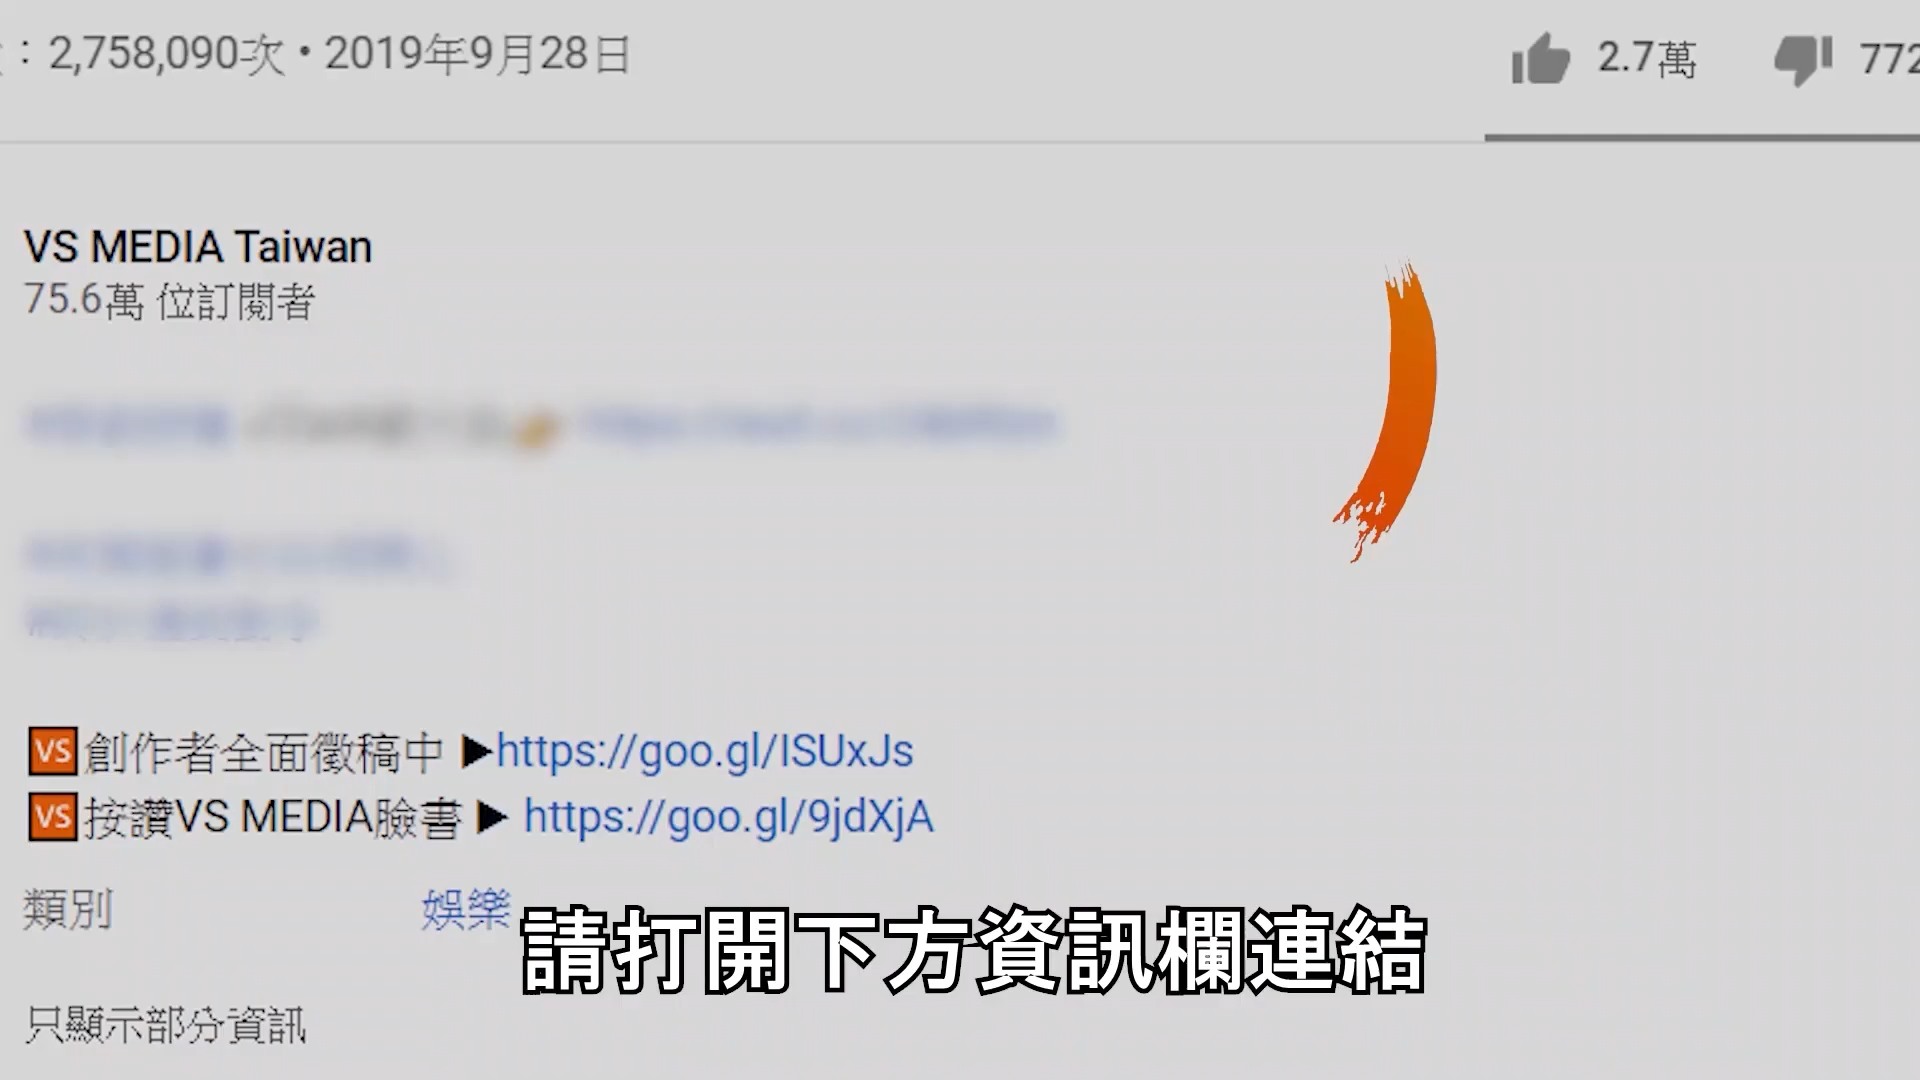 ：2,758,090次 • 2019年9月28日
2.7萬
772
VS MEDIA Taiwan
75.6萬 位訂閱者
VS創作者全面徵稿中 ▶https://goo.gl/ISUxJs
VS按讚VS MEDIA臉書 ▶ https://goo.gl/9jdXjA
類別 娛樂
請打開下方資訊欄連結
只顯示部分資訊